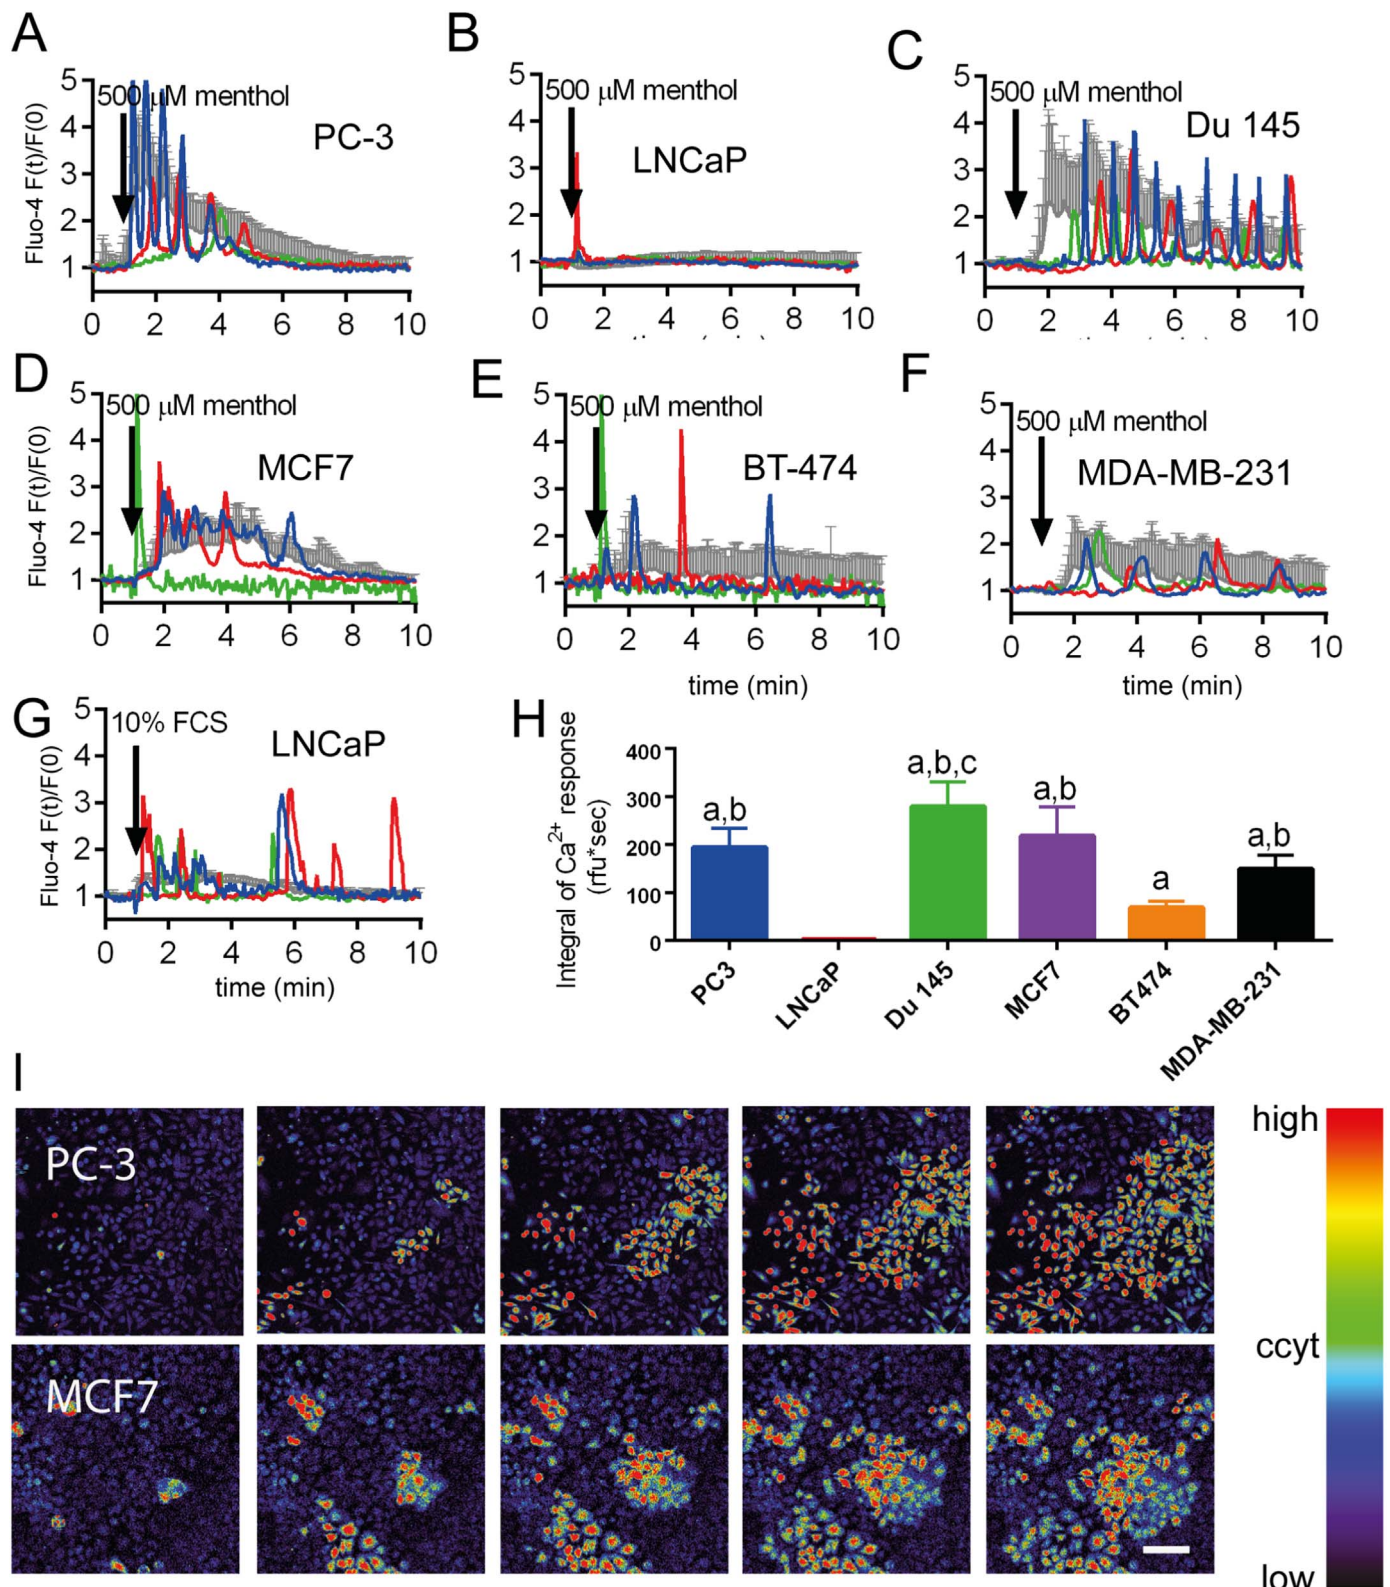 A
5
4
3
2
1
Fluo-4 F(t)/F(0)
500 μM menthol
PC-3
0 2 4 6 8 10
B
5
4
3
2
1
500 μM menthol
LNCaP
0 2 4 6 8 10
C
5
4
3
2
1
500 μM menthol
Du 145
0 2 4 6 8 10
D
5
4
3
2
1
Fluo-4 F(t)/F(0)
500 μM menthol
MCF7
0 2 4 6 8 10
E
5
4
3
2
1
500 μM menthol
BT-474
0 2 4 6 8 10
time (min)
F
5
4
3
2
1
500 μM menthol
MDA-MB-231
0 2 4 6 8 10
time (min)
G
5
4
3
2
1
Fluo-4 F(t)/F(0)
10% FCS
LNCaP
0 2 4 6 8 10
time (min)
H
Integral of Ca²⁺ response
(rfu*sec)
400
300
200
100
0
a,b
a,b,c
a,b
a
a,b
PC3
LNCaP
Du 145
MCF7
BT474
MDA-MB-231
I
PC-3
MCF7
high
ccyt
low